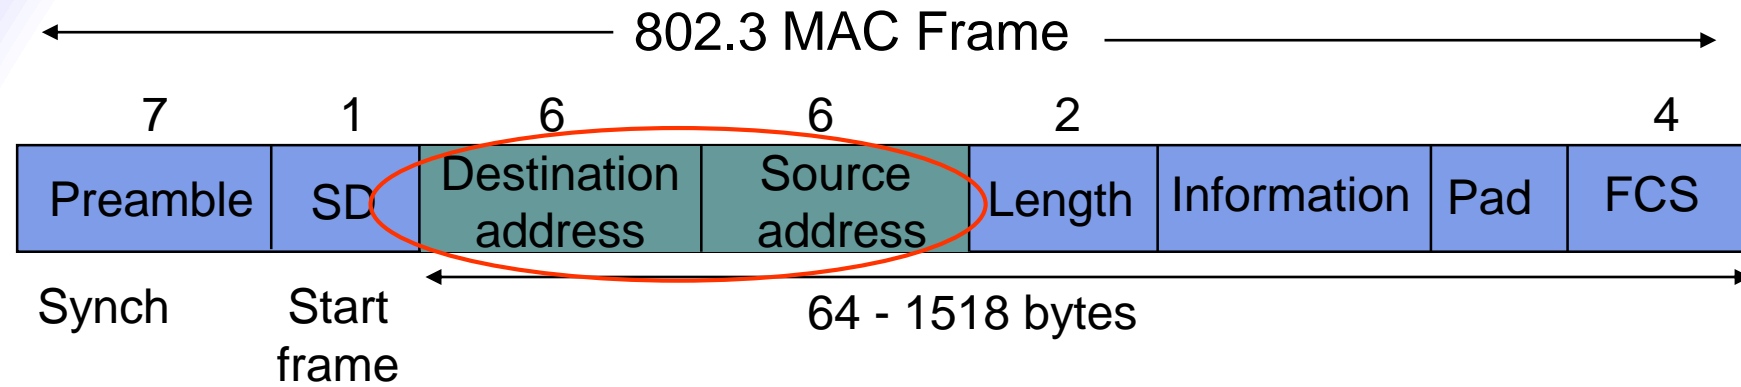 802.3 MAC Frame
7 1 6 6 2 4
Preamble SD Destination address Source address Length Information Pad FCS
Synch Start frame 64 - 1518 bytes